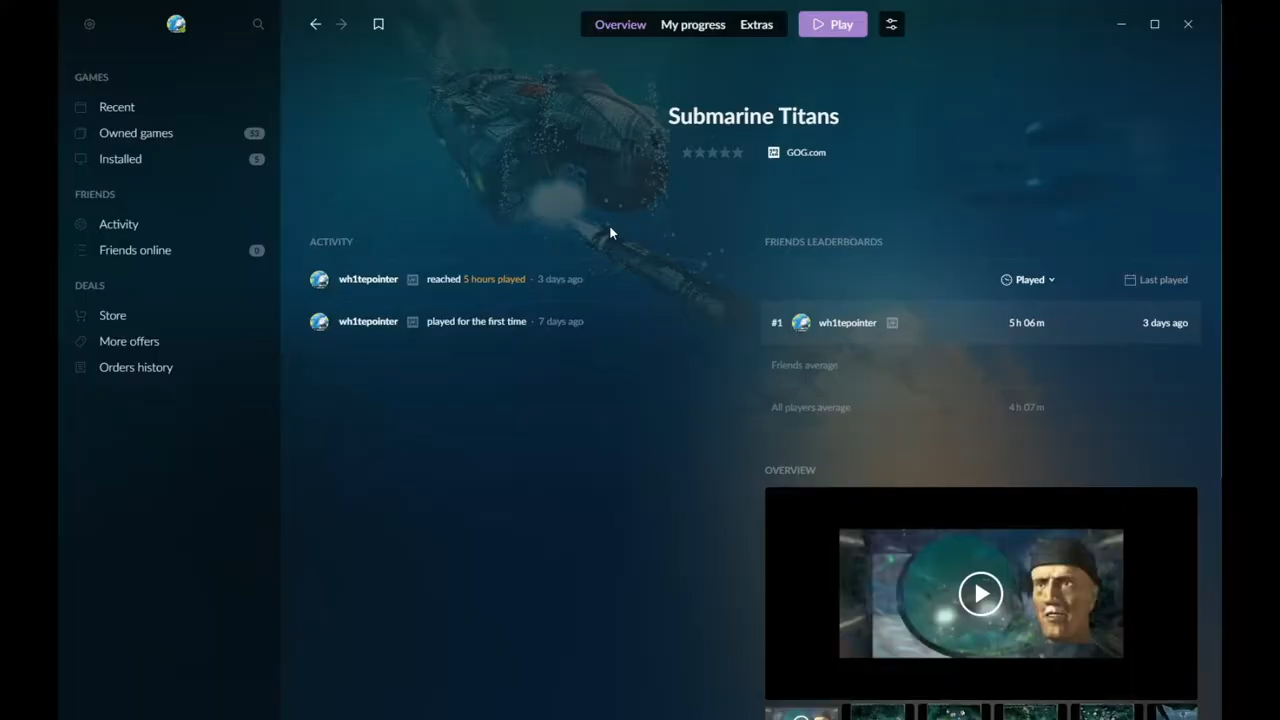 Overview My progress Extras Play
GAMES
Recent
Owned games 53
Installed 5
FRIENDS
Activity
Friends online 0
DEALS
Store
More offers
Orders history
Submarine Titans
GOG.com
ACTIVITY
wh1tepointer reached 5 hours played · 3 days ago
wh1tepointer played for the first time · 7 days ago
FRIENDS LEADERBOARDS
Played Last played
#1 wh1tepointer 5 h 06 m 3 days ago
Friends average
All players average 4 h 07 m
OVERVIEW